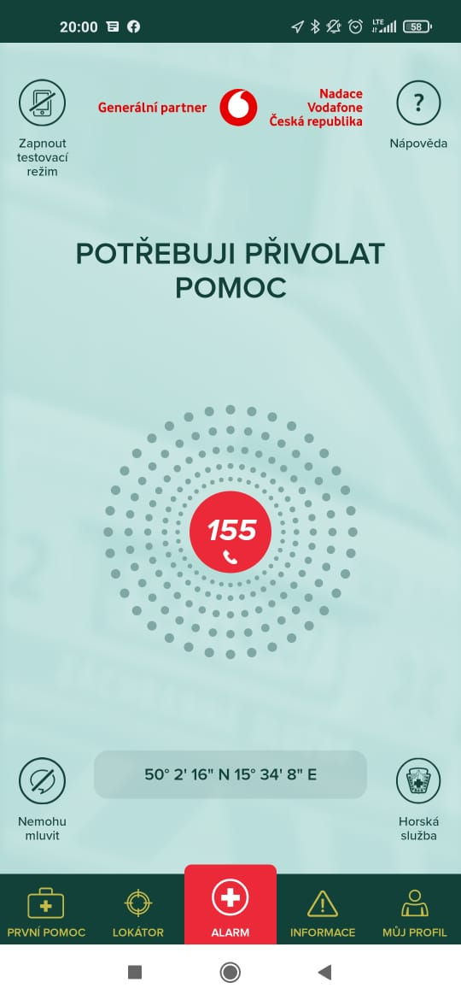 20:00
LTE
58
Generální partner
Nadace
Vodafone
Česká republika
?
Zapnout
testovací
režim
Nápověda
POTŘEBUJI PŘIVOLAT
POMOC
155
50° 2' 16" N 15° 34' 8" E
Nemohu
mluvit
Horská
služba
PRVNÍ POMOC
LOKÁTOR
ALARM
INFORMACE
MŮJ PROFIL